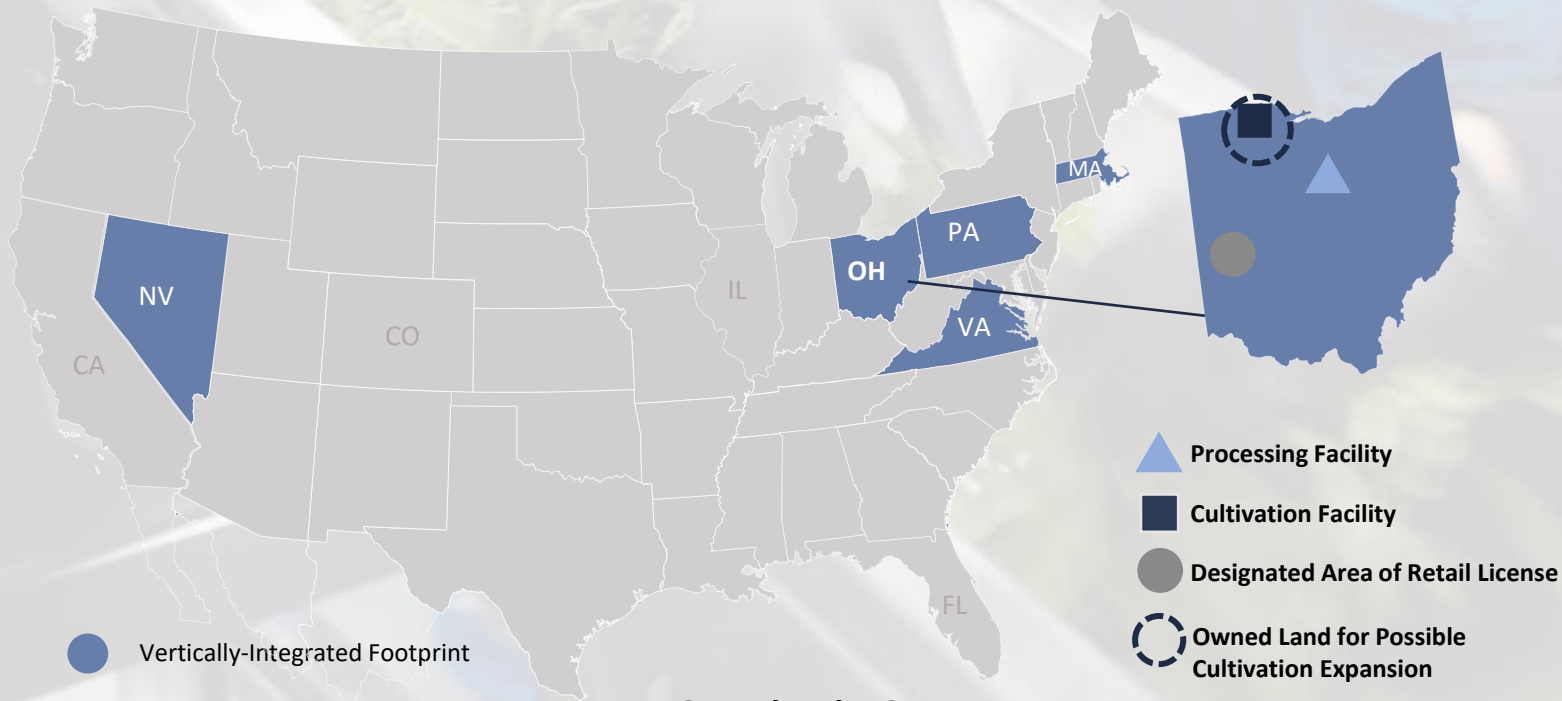 MA
PA
OH
NV
IL
VA
CO
CA
FL
Processing Facility
Cultivation Facility
Designated Area of Retail License
Owned Land for Possible
Cultivation Expansion
Vertically-Integrated Footprint